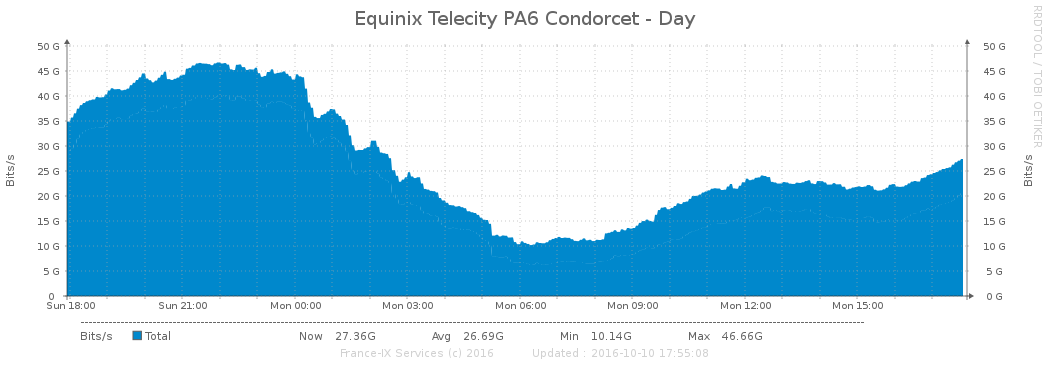 Equinix Telecity PA6 Condorcet - Day
RRDTOOL / TOBI OETIKER
Bits/s
50 G 50 G
45 G 45 G
40 G 40 G
35 G 35 G
30 G 30 G
25 G 25 G
20 G 20 G
15 G 15 G
10 G 10 G
5 G 5 G
0 0 G
Bits/s
Sun 18:00 Sun 21:00 Mon 00:00 Mon 03:00 Mon 06:00 Mon 09:00 Mon 12:00 Mon 15:00
Bits/s Total Now 27.36G Avg 26.69G Min 10.14G Max 46.66G
France-IX Services (c) 2016 Updated : 2016-10-10 17:55:08